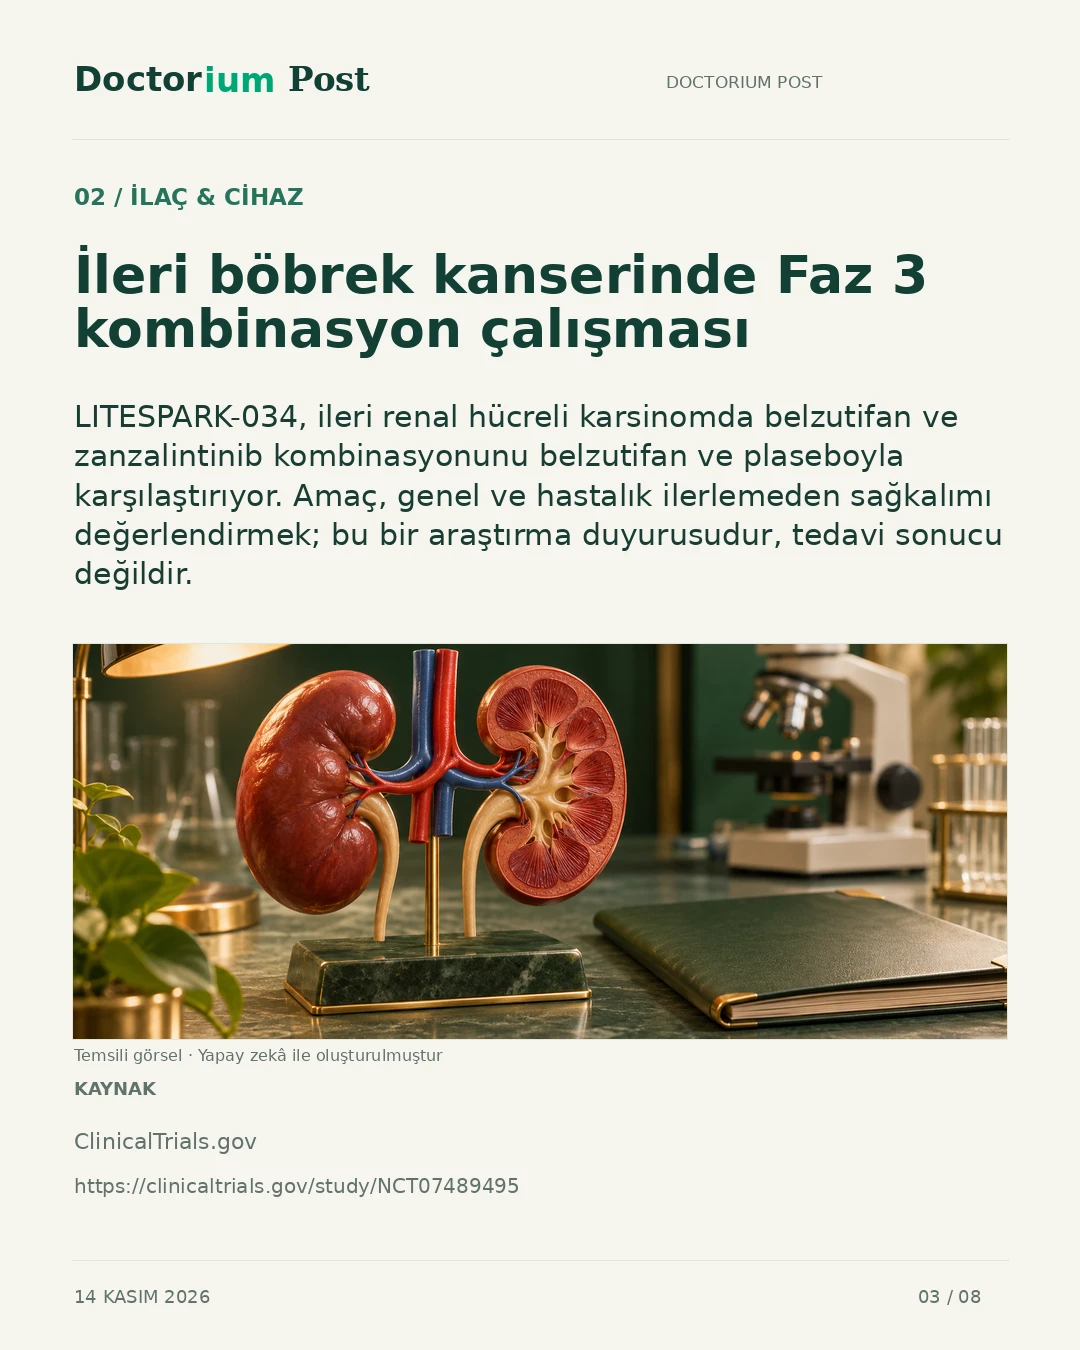 Doctorium Post
DOCTORIUM POST
02 / İLAÇ & CİHAZ
İleri böbrek kanserinde Faz 3
kombinasyon çalışması
LITESPARK-034, ileri renal hücreli karsinomda belzutifan ve
zanzalintinib kombinasyonunu belzutifan ve plaseboyla
karşılaştırıyor. Amaç, genel ve hastalık ilerlemeden sağkalımı
değerlendirmek; bu bir araştırma duyurusudur, tedavi sonucu
değildir.
Temsili görsel · Yapay zekâ ile oluşturulmuştur
KAYNAK
ClinicalTrials.gov
https://clinicaltrials.gov/study/NCT07489495
14 KASIM 2026
03 / 08